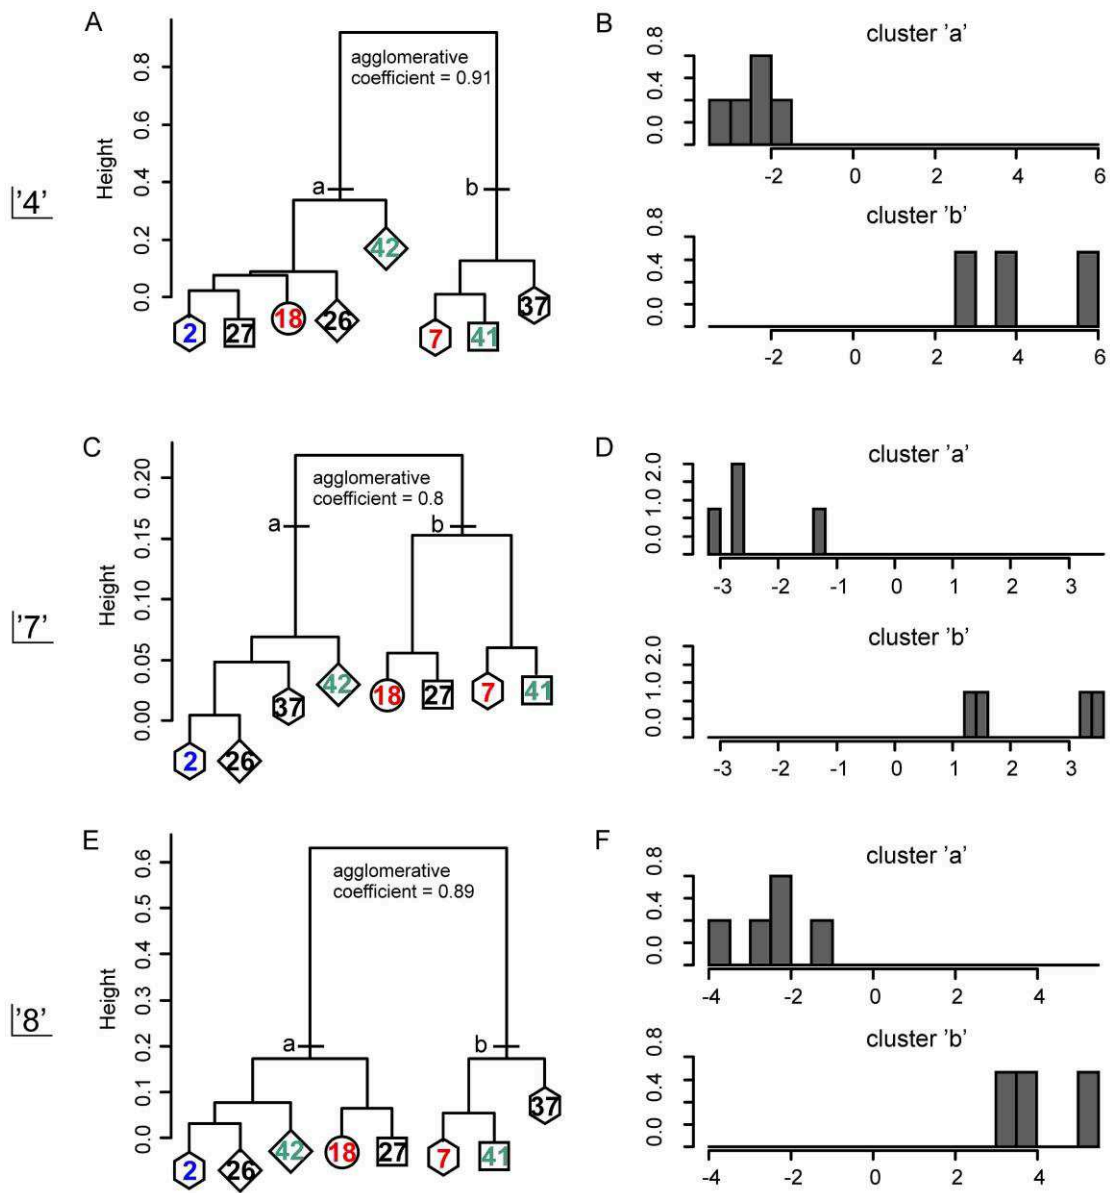 A
B
agglomerative
coefficient = 0.91
cluster 'a'
0.8
0.6
0.4
0.2
0.0
Height
'4'
a
b
42
2
27
18
26
7
41
37
0.0 0.4 0.8
-2 0 2 4 6
cluster 'b'
0.0 0.4 0.8
-2 0 2 4 6
C
D
agglomerative
coefficient = 0.8
cluster 'a'
0.20
0.15
0.10
0.05
0.00
Height
'7'
a
b
2
26
37
42
18
27
7
41
0.0 1.0 2.0
-3 -2 -1 0 1 2 3
cluster 'b'
0.0 1.0 2.0
-3 -2 -1 0 1 2 3
E
F
agglomerative
coefficient = 0.89
cluster 'a'
0.6
0.5
0.4
0.3
0.2
0.1
0.0
Height
'8'
a
b
2
26
42
18
27
7
41
37
0.0 0.4 0.8
-4 -2 0 2 4
cluster 'b'
0.0 0.4 0.8
-4 -2 0 2 4